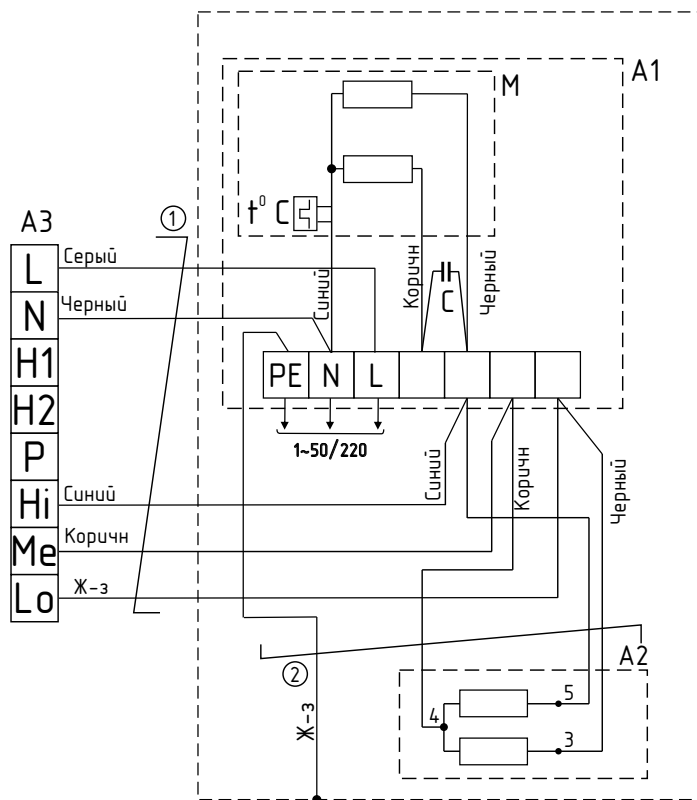 A1
M
t⁰ C
A3
1
L
Серый
N
Черный
H1
H2
P
Hi
Синий
Me
Коричн
Lo
Ж-з
Синий
Коричн
C
Черный
PE
N
L
1~50/220
Синий
Коричн
Черный
2
Ж-з
A2
5
4
3